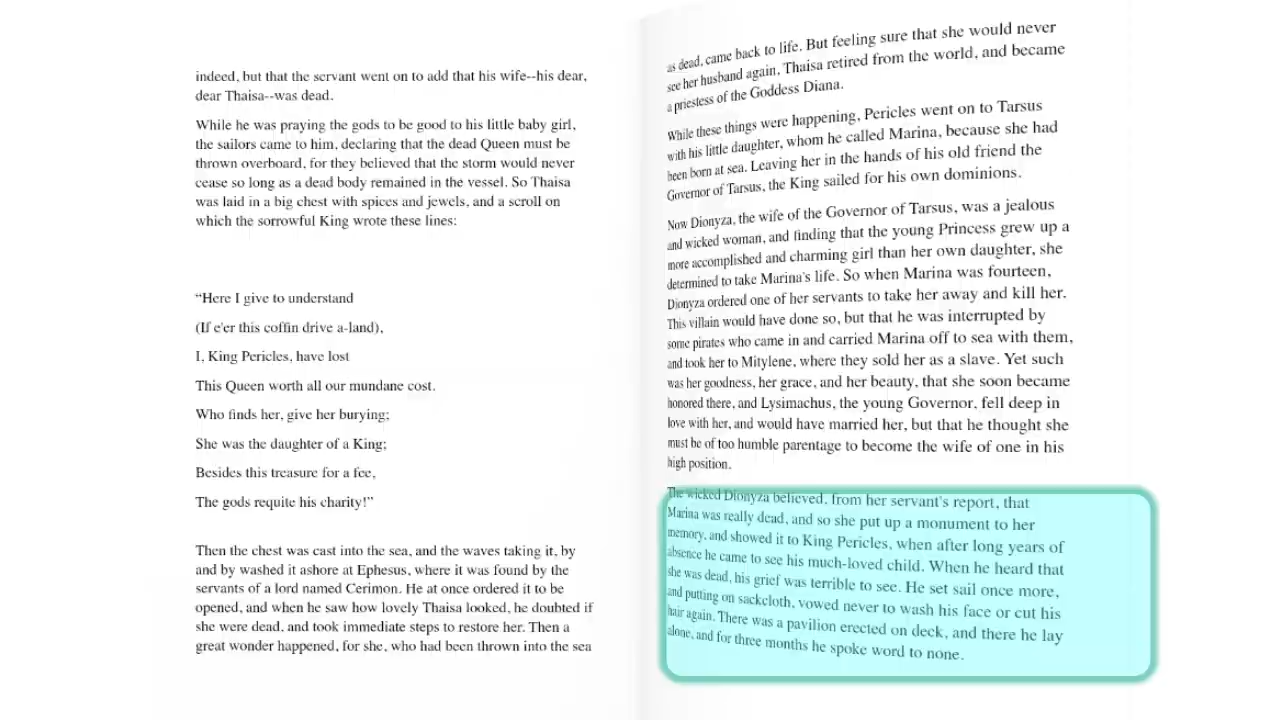 indeed, but that the servant went on to add that his wife--his dear,
dear Thaisa--was dead.
While he was praying the gods to be good to his little baby girl,
the sailors came to him, declaring that the dead Queen must be
thrown overboard, for they believed that the storm would never
cease so long as a dead body remained in the vessel. So Thaisa
was laid in a big chest with spices and jewels, and a scroll on
which the sorrowful King wrote these lines:
“Here I give to understand
(If e'er this coffin drive a-land),
I, King Pericles, have lost
This Queen worth all our mundane cost.
Who finds her, give her burying;
She was the daughter of a King;
Besides this treasure for a fee,
The gods requite his charity!”
Then the chest was cast into the sea, and the waves taking it, by
and by washed it ashore at Ephesus, where it was found by the
servants of a lord named Cerimon. He at once ordered it to be
opened, and when he saw how lovely Thaisa looked, he doubted if
she were dead, and took immediate steps to restore her. Then a
great wonder happened, for she, who had been thrown into the sea
as dead, came back to life. But feeling sure that she would never
see her husband again, Thaisa retired from the world, and became
a priestess of the Goddess Diana.
While these things were happening, Pericles went on to Tarsus
with his little daughter, whom he called Marina, because she had
been born at sea. Leaving her in the hands of his old friend the
Governor of Tarsus, the King sailed for his own dominions.
Now Dionyza, the wife of the Governor of Tarsus, was a jealous
and wicked woman, and finding that the young Princess grew up a
more accomplished and charming girl than her own daughter, she
determined to take Marina's life. So when Marina was fourteen,
Dionyza ordered one of her servants to take her away and kill her.
This villain would have done so, but that he was interrupted by
some pirates who came in and carried Marina off to sea with them,
and took her to Mitylene, where they sold her as a slave. Yet such
was her goodness, her grace, and her beauty, that she soon became
honored there, and Lysimachus, the young Governor, fell deep in
love with her, and would have married her, but that he thought she
must be of too humble parentage to become the wife of one in his
high position.
The wicked Dionyza believed, from her servant's report, that
Marina was really dead, and so she put up a monument to her
memory, and showed it to King Pericles, when after long years of
absence he came to see his much-loved child. When he heard that
she was dead, his grief was terrible to see. He set sail once more,
and putting on sackcloth, vowed never to wash his face or cut his
hair again. There was a pavilion erected on deck, and there he lay
alone, and for three months he spoke word to none.